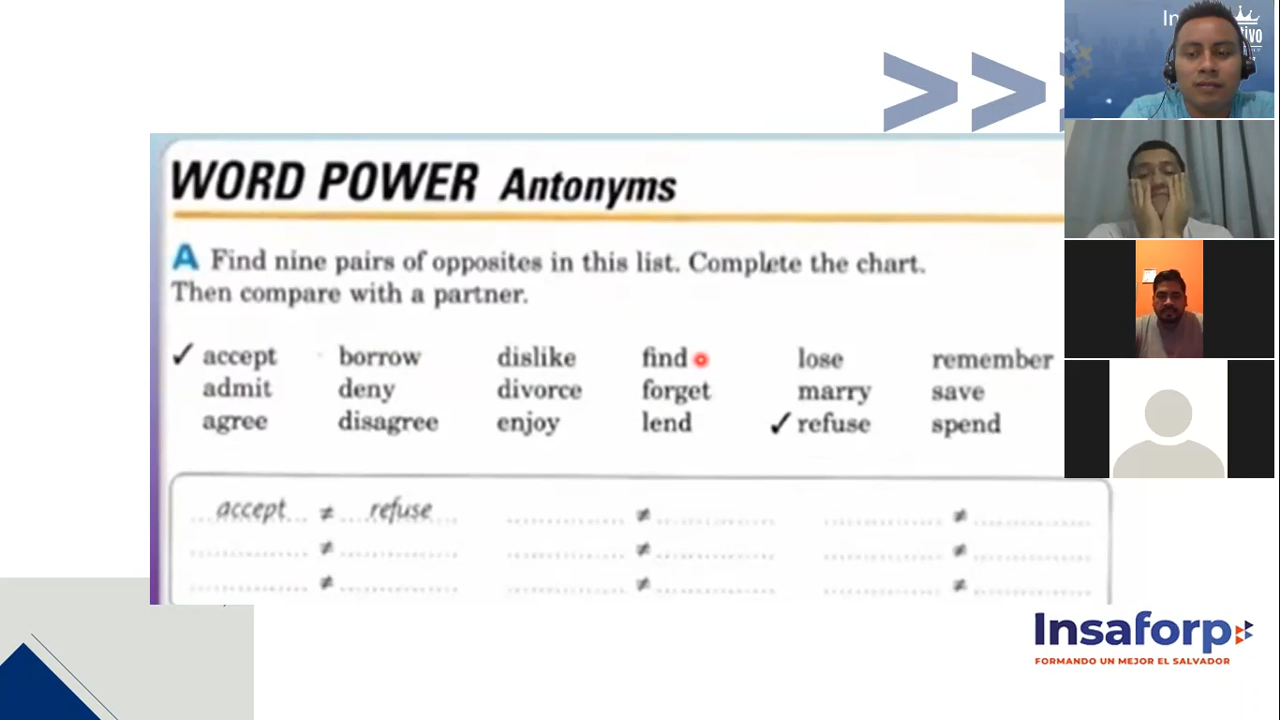 WORD POWER Antonyms
A Find nine pairs of opposites in this list. Complete the chart.
Then compare with a partner.
✓ accept borrow dislike find lose remember
admit deny divorce forget marry save
agree disagree enjoy lend ✓ refuse spend
accept ≠ refuse ≠ ≠
≠ ≠ ≠
≠ ≠ ≠
Insaforp
FORMANDO UN MEJOR EL SALVADOR